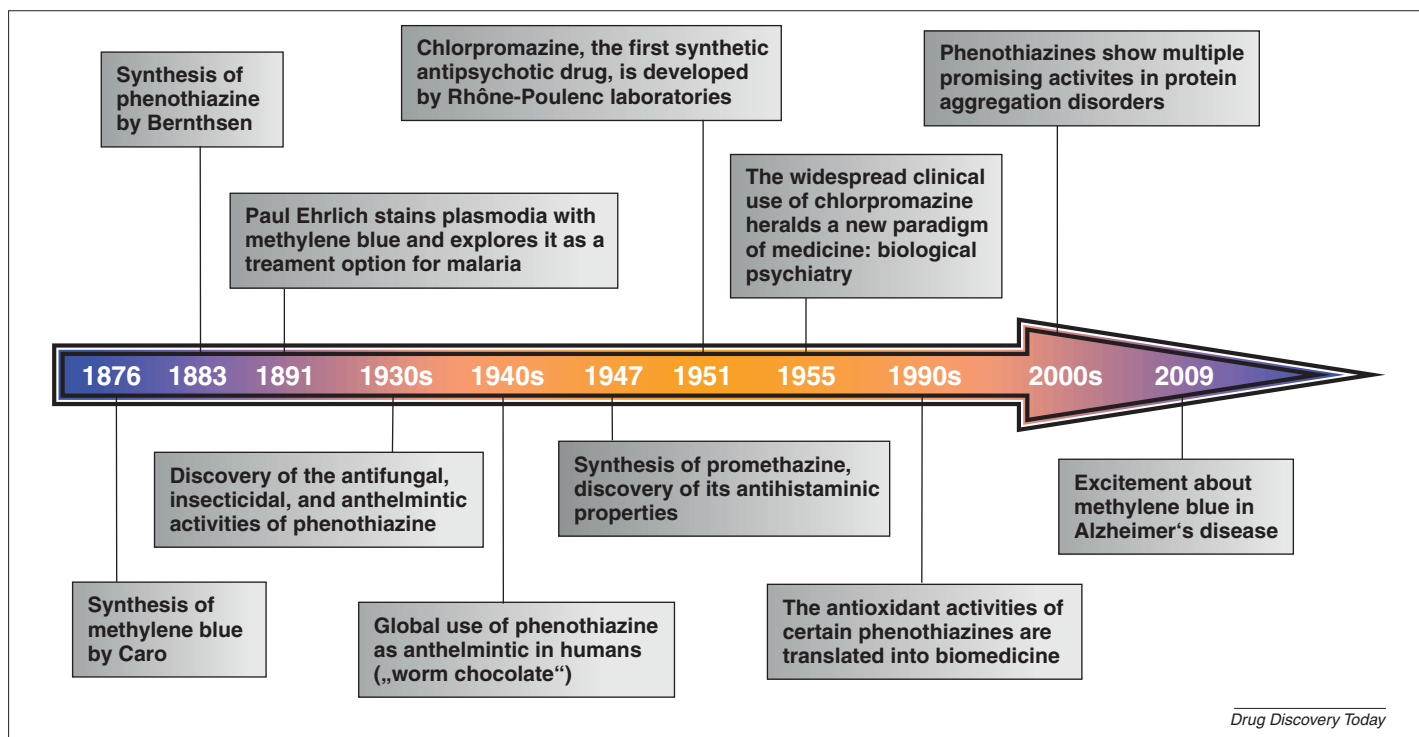 Synthesis of
phenothiazine
by Bernthsen
Chlorpromazine, the first synthetic
antipsychotic drug, is developed
by Rhône-Poulenc laboratories
Phenothiazines show multiple
promising activites in protein
aggregation disorders
Paul Ehrlich stains plasmodia with
methylene blue and explores it as a
treament option for malaria
The widespread clinical
use of chlorpromazine
heralds a new paradigm
of medicine: biological
psychiatry
1876 1883 1891 1930s 1940s 1947 1951 1955 1990s 2000s 2009
Discovery of the antifungal,
insecticidal, and anthelmintic
activities of phenothiazine
Synthesis of promethazine,
discovery of its antihistaminic
properties
Excitement about
methylene blue in
Alzheimer‘s disease
Synthesis of
methylene blue
by Caro
Global use of phenothiazine
as anthelmintic in humans
(„worm chocolate“)
The antioxidant activities of
certain phenothiazines are
translated into biomedicine
Drug Discovery Today